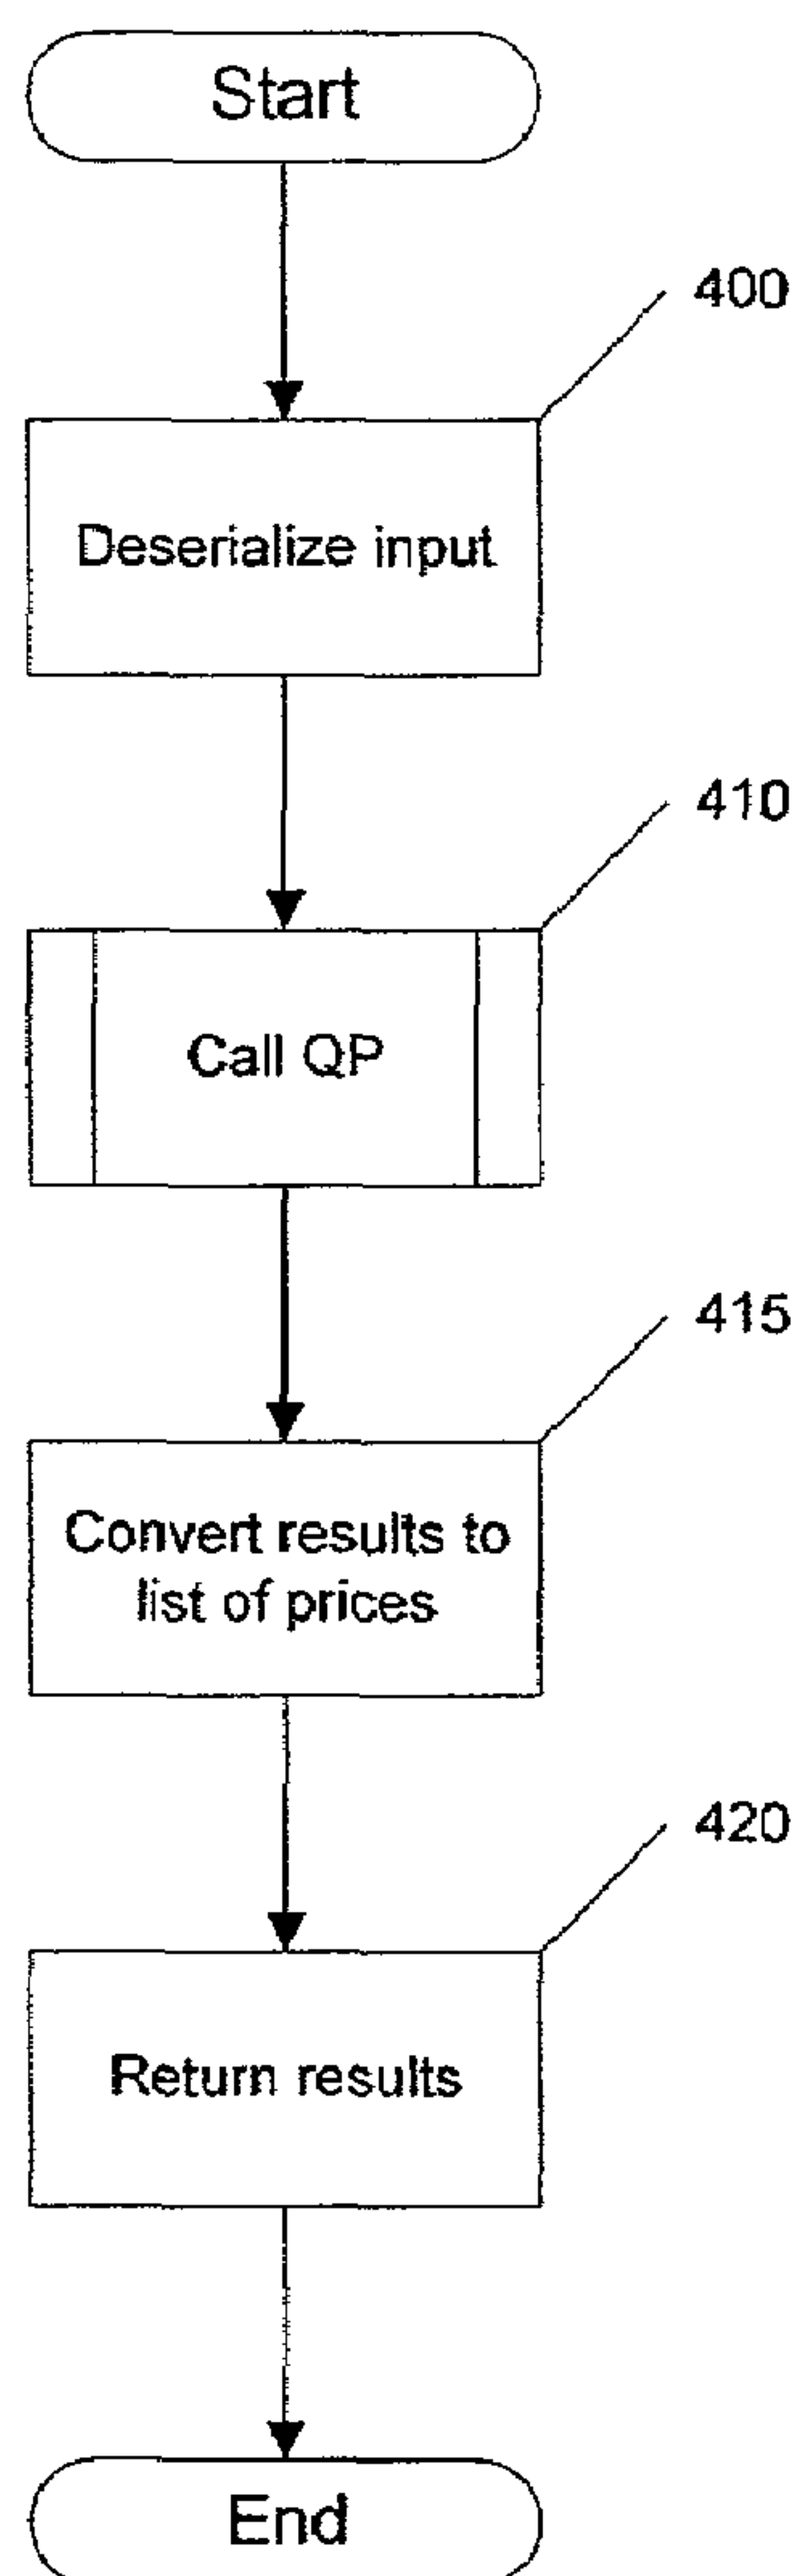 Start
400
Deserialize input
410
Call QP
415
Convert results to
list of prices
420
Return results
End